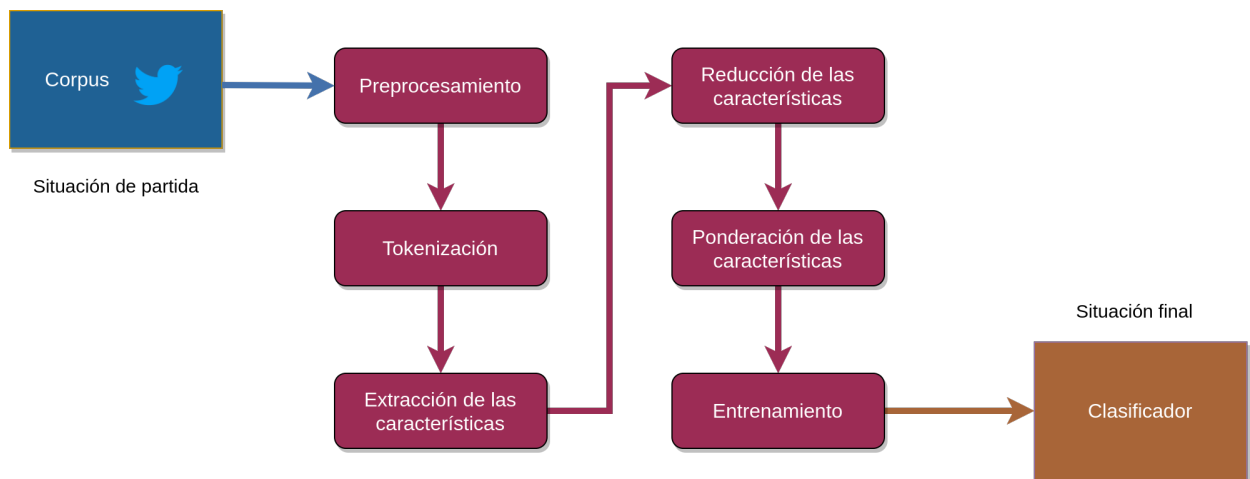 Corpus
Situación de partida
Preprocesamiento
Tokenización
Extracción de las
características
Reducción de las
características
Ponderación de las
características
Entrenamiento
Situación final
Clasificador